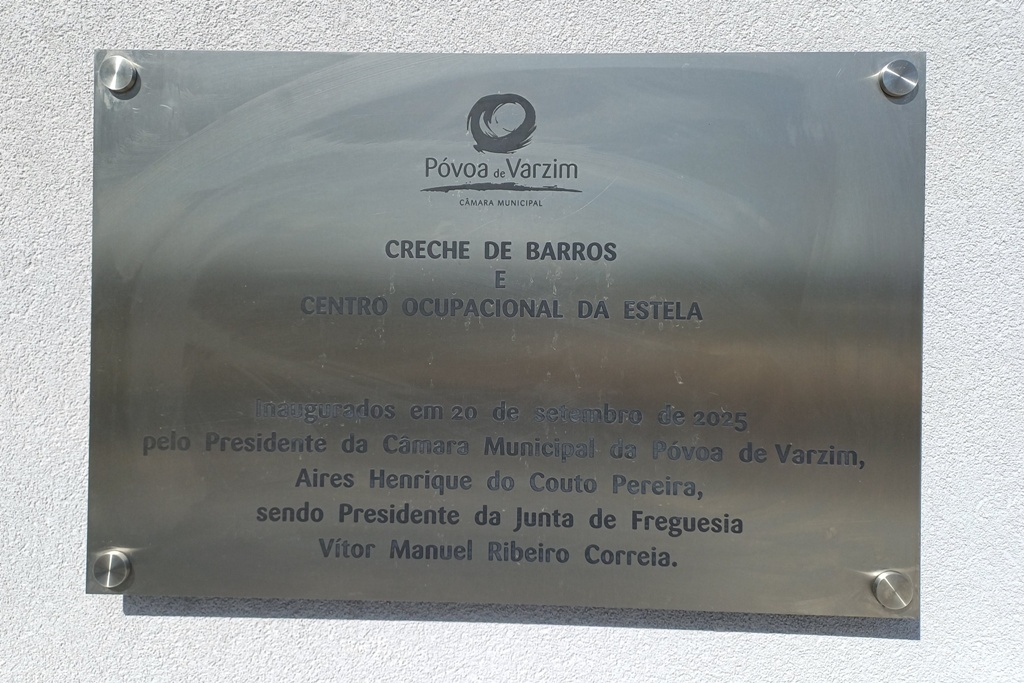 Póvoa de Varzim
CÂMARA MUNICIPAL
CRECHE DE BARROS
E
CENTRO OCUPACIONAL DA ESTELA
Inaugurados em 20 de setembro de 2025
pelo Presidente da Câmara Municipal da Póvoa de Varzim,
Aires Henrique do Couto Pereira,
sendo Presidente da Junta de Freguesia
Vítor Manuel Ribeiro Correia.